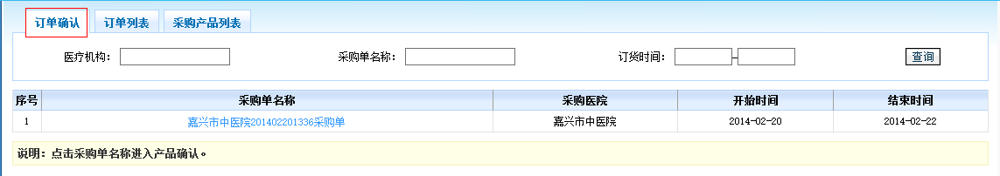 订单确认 订单列表 采购产品列表
医疗机构： 采购单名称： 订货时间： - 查询
序号 采购单名称 采购医院 开始时间 结束时间
1 嘉兴市中医院201402201336采购单 嘉兴市中医院 2014-02-20 2014-02-22
说明：点击采购单名称进入产品确认。